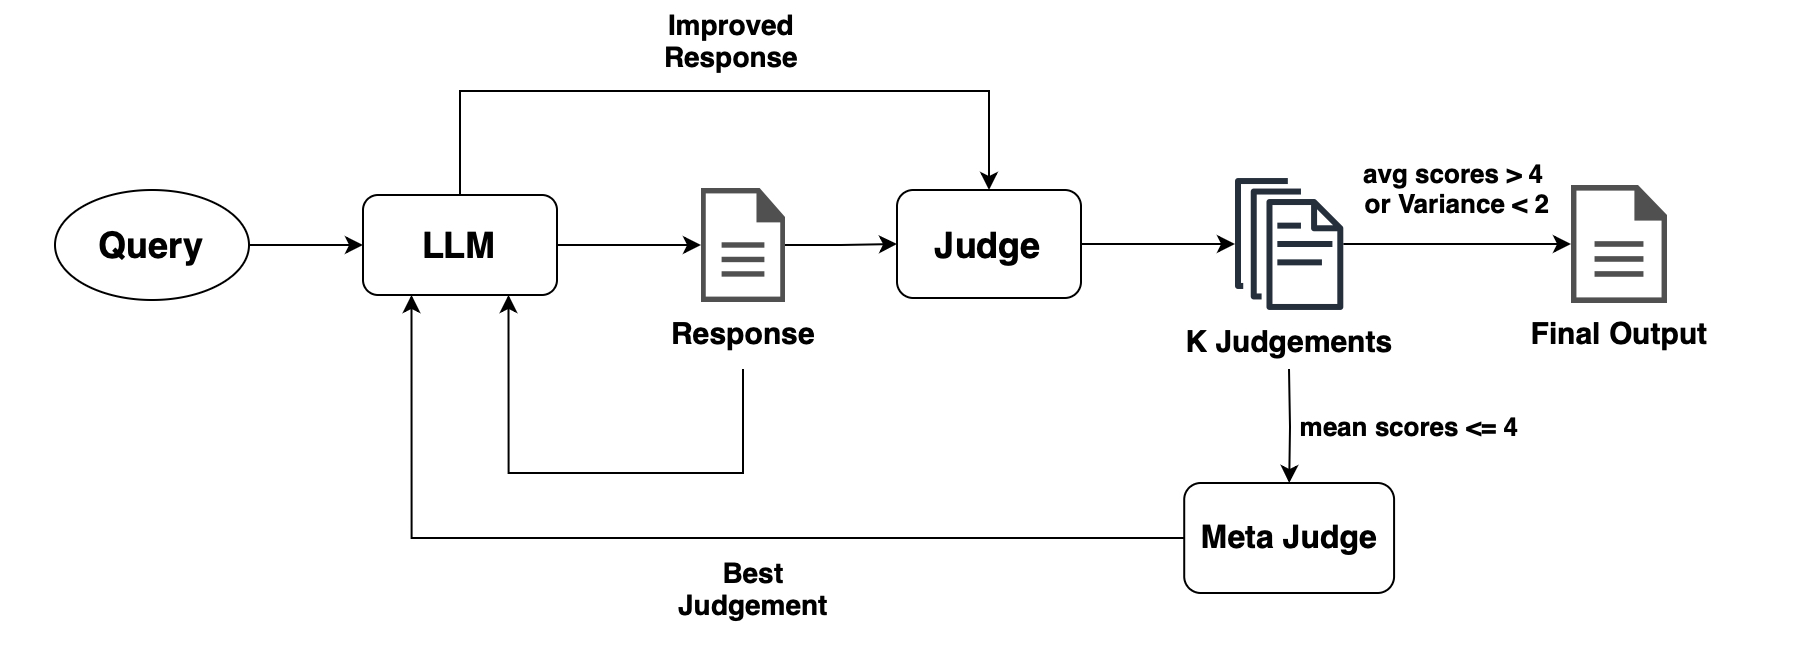 Improved
Response
avg scores > 4
or Variance < 2
Query
LLM
Judge
Response
K Judgements
Final Output
mean scores <= 4
Meta Judge
Best
Judgement